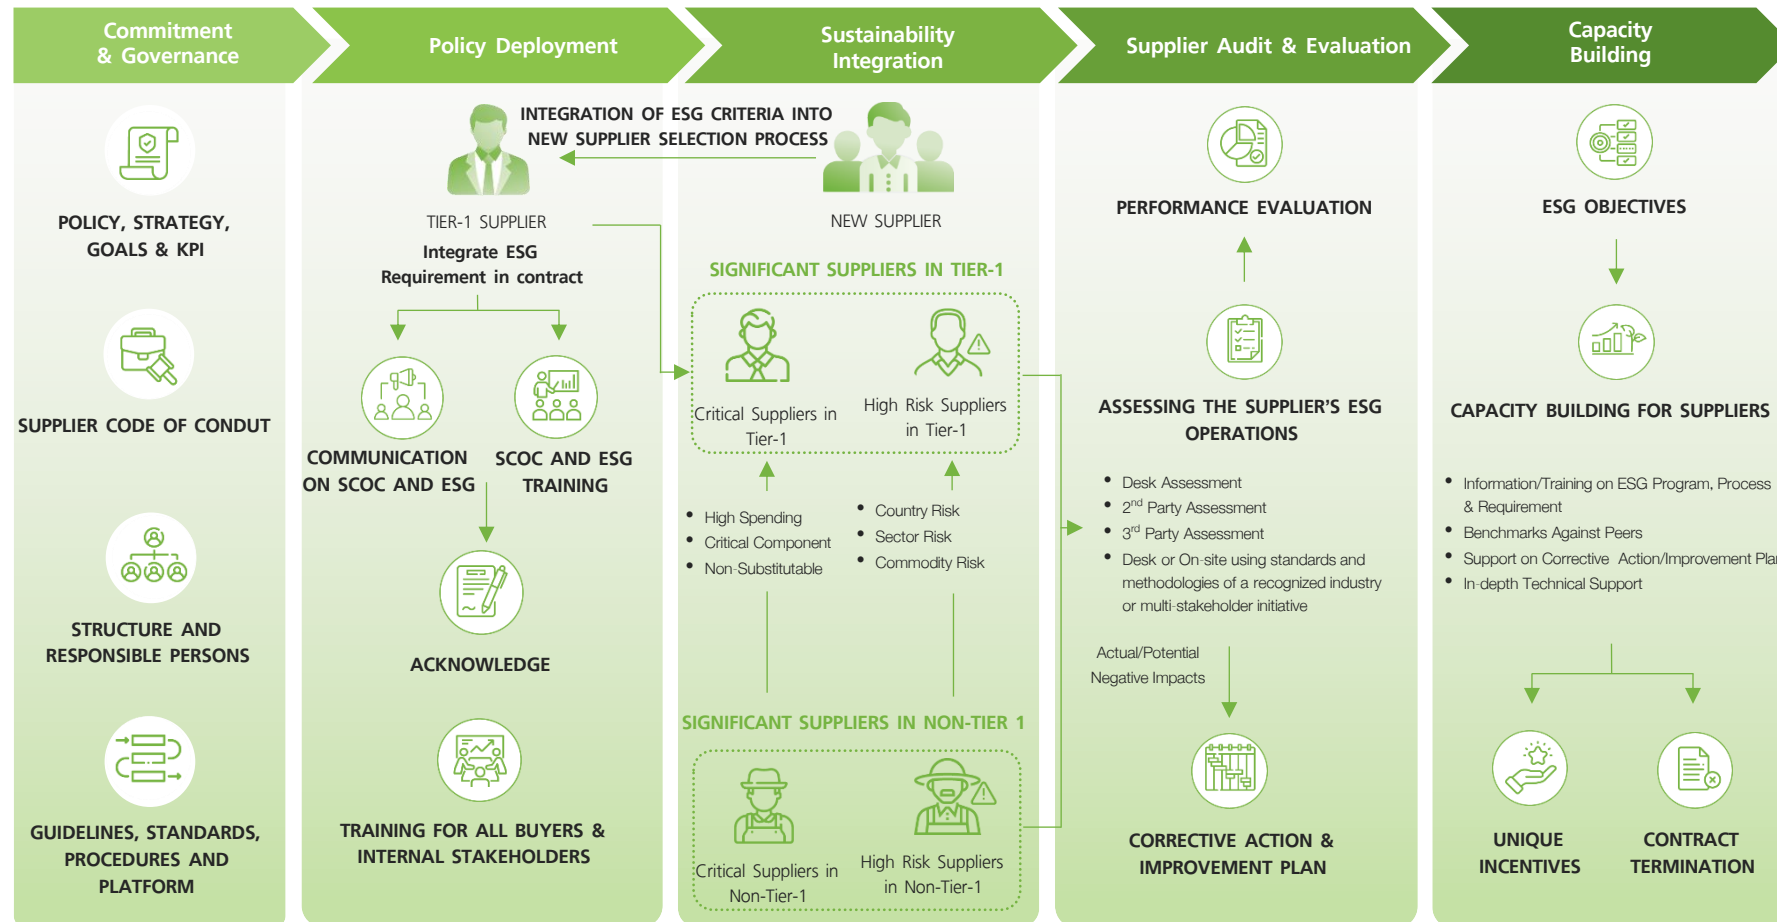 Commitment
& Governance
Policy Deployment
Sustainability
Integration
Supplier Audit & Evaluation
Capacity
Building
POLICY, STRATEGY,
GOALS & KPI
SUPPLIER CODE OF CONDUT
STRUCTURE AND
RESPONSIBLE PERSONS
GUIDELINES, STANDARDS,
PROCEDURES AND
PLATFORM
TIER-1 SUPPLIER
Integrate ESG
Requirement in contract
COMMUNICATION
ON SCOC AND ESG
SCOC AND ESG
TRAINING
ACKNOWLEDGE
TRAINING FOR ALL BUYERS &
INTERNAL STAKEHOLDERS
INTEGRATION OF ESG CRITERIA INTO
NEW SUPPLIER SELECTION PROCESS
NEW SUPPLIER
SIGNIFICANT SUPPLIERS IN TIER-1
Critical Suppliers in
Tier-1
High Risk Suppliers
in Tier-1
• High Spending
• Critical Component
• Non-Substitutable
• Country Risk
• Sector Risk
• Commodity Risk
SIGNIFICANT SUPPLIERS IN NON-TIER 1
Critical Suppliers in
Non-Tier-1
High Risk Suppliers
in Non-Tier-1
PERFORMANCE EVALUATION
ASSESSING THE SUPPLIER'S ESG
OPERATIONS
• Desk Assessment
• 2nd Party Assessment
• 3rd Party Assessment
• Desk or On-site using standards and
methodologies of a recognized industry
or multi-stakeholder initiative
Actual/Potential
Negative Impacts
CORRECTIVE ACTION &
IMPROVEMENT PLAN
ESG OBJECTIVES
CAPACITY BUILDING FOR SUPPLIERS
• Information/Training on ESG Program, Process
& Requirement
• Benchmarks Against Peers
• Support on Corrective Action/Improvement Plan
• In-depth Technical Support
UNIQUE
INCENTIVES
CONTRACT
TERMINATION